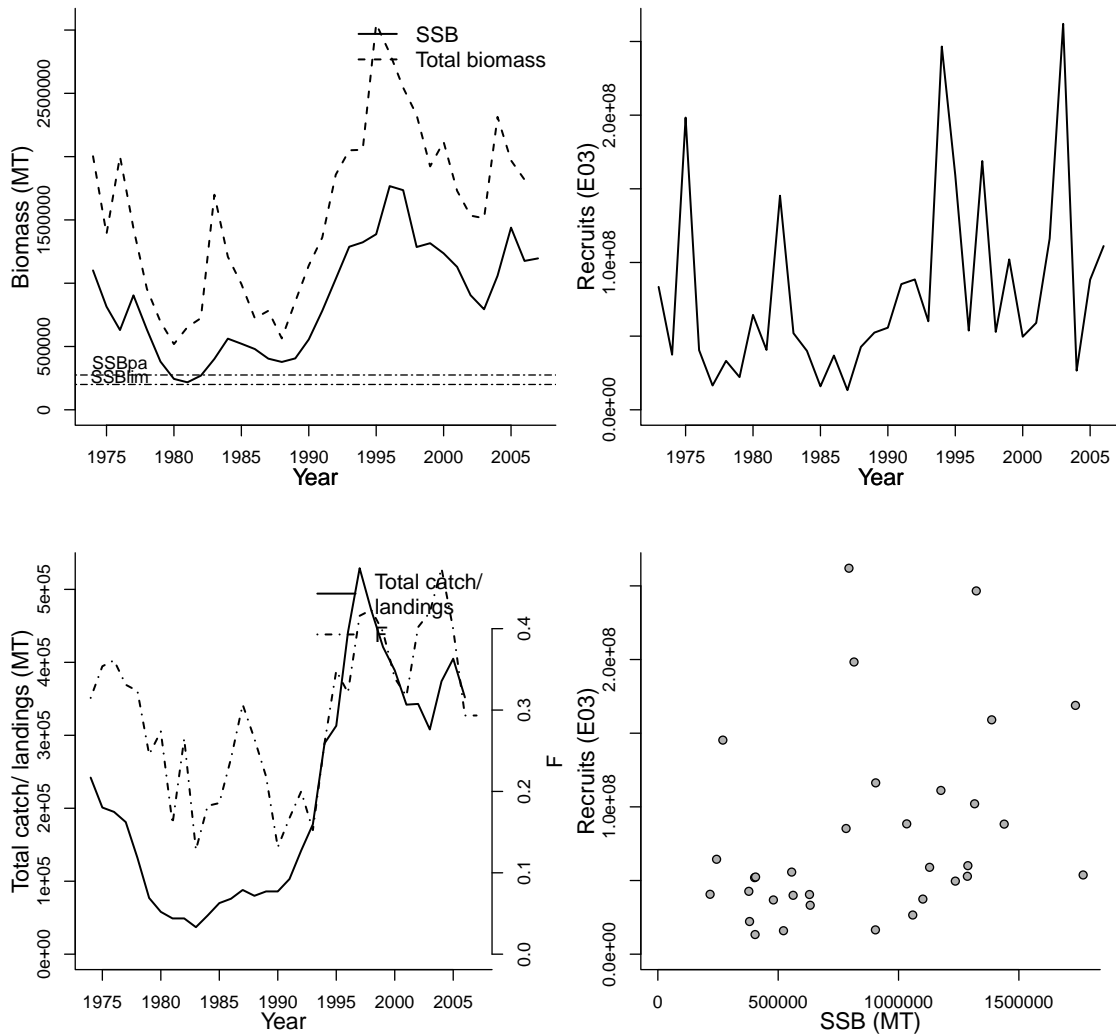 SSB
Total biomass
Biomass (MT)
0
500000
1500000
2500000
SSBpa
SSBlim
1975 1980 1985 1990 1995 2000 2005
Year
Recruits (E03)
0.0e+00
1.0e+08
2.0e+08
1975 1980 1985 1990 1995 2000 2005
Year
Total catch/
landings
F
Total catch/ landings (MT)
0e+00
1e+05
2e+05
3e+05
4e+05
5e+05
F
0.0
0.1
0.2
0.3
0.4
1975 1980 1985 1990 1995 2000 2005
Year
Recruits (E03)
0.0e+00
1.0e+08
2.0e+08
0 500000 1000000 1500000
SSB (MT)